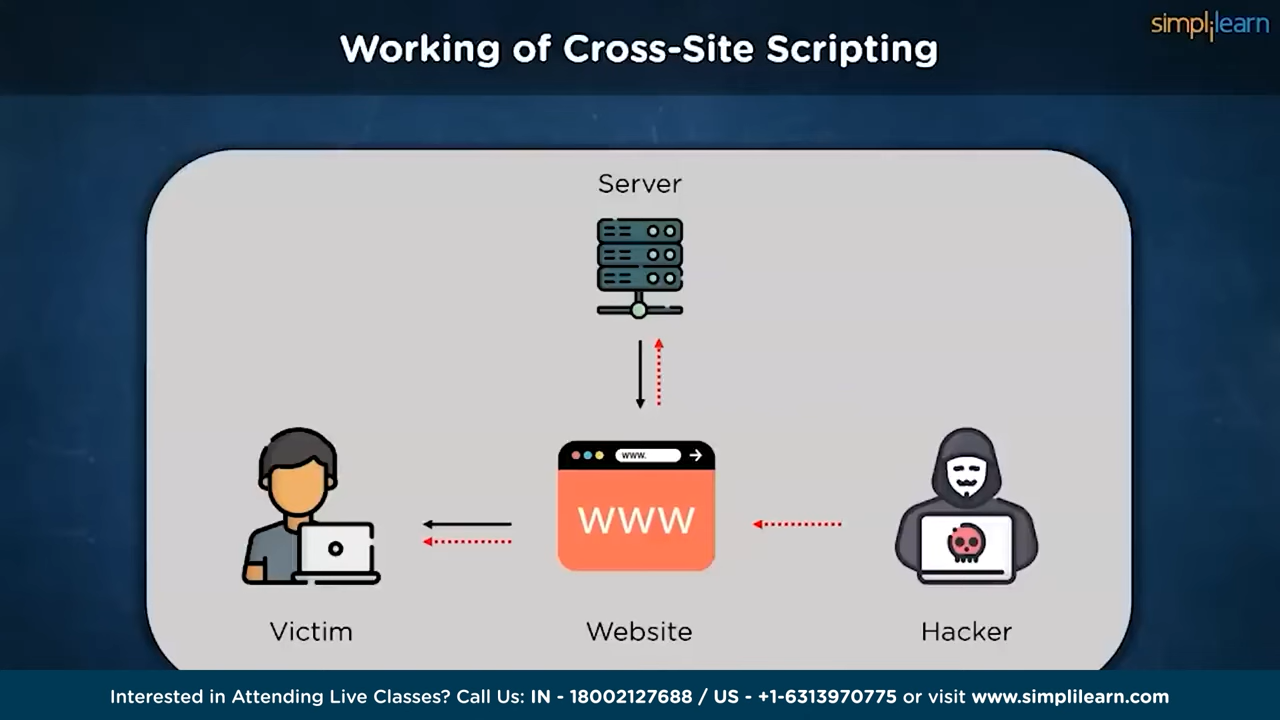 simplilearn
Working of Cross-Site Scripting
Server
www.
WWW
Victim
Website
Hacker
Interested in Attending Live Classes? Call Us: IN - 18002127688 / US - +1-6313970775 or visit www.simplilearn.com